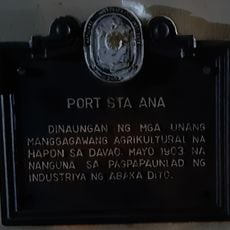 PORT STA ANA
DINAUNGAN NG MGA UNANG
MANGGAGAWANG AGRIKULTURAL NA
HAPON SA DAVAO, MAYO 1903 NA
NANGUNA SA PAGPAPAUNLAD NG
INDUSTRIYA NG ABAKA DITO.